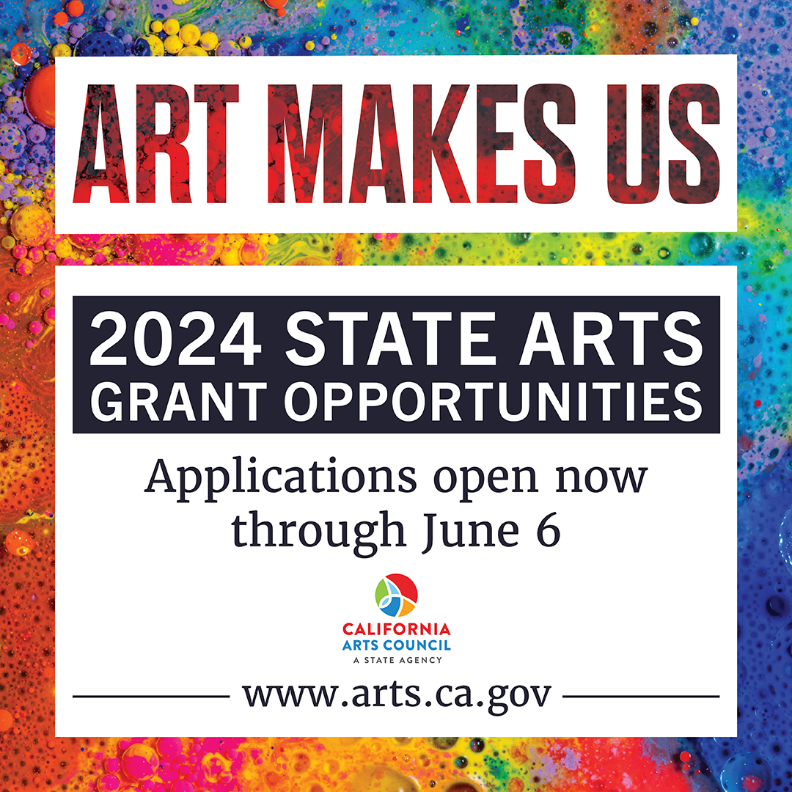 ART MAKES US
2024 STATE ARTS
GRANT OPPORTUNITIES
Applications open now
through June 6
CALIFORNIA
ARTS COUNCIL
A STATE AGENCY
www.arts.ca.gov